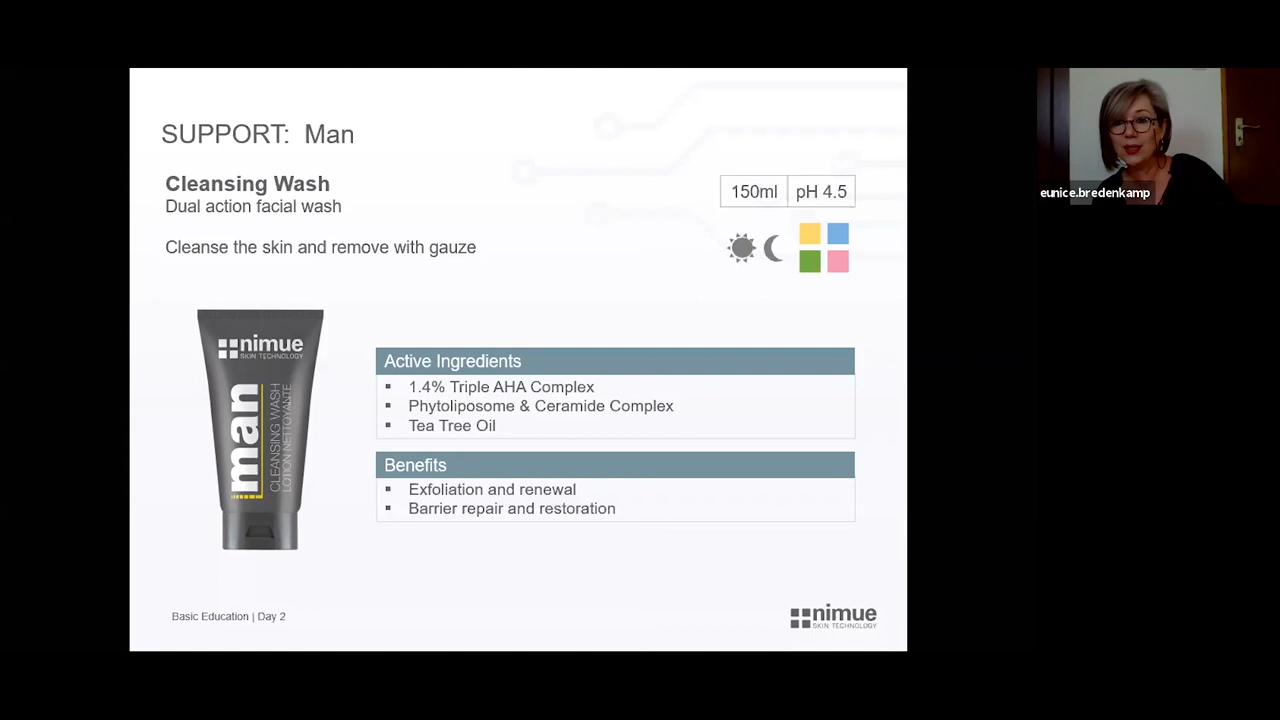 SUPPORT: Man
Cleansing Wash
Dual action facial wash
150ml
pH 4.5
Cleanse the skin and remove with gauze
nimue
SKIN TECHNOLOGY
man
CLEANSING WASH
LOTION NETTOYANTE
Active Ingredients
1.4% Triple AHA Complex
Phytoliposome & Ceramide Complex
Tea Tree Oil
Benefits
Exfoliation and renewal
Barrier repair and restoration
Basic Education | Day 2
nimue
SKIN TECHNOLOGY
eunice.bredenkamp